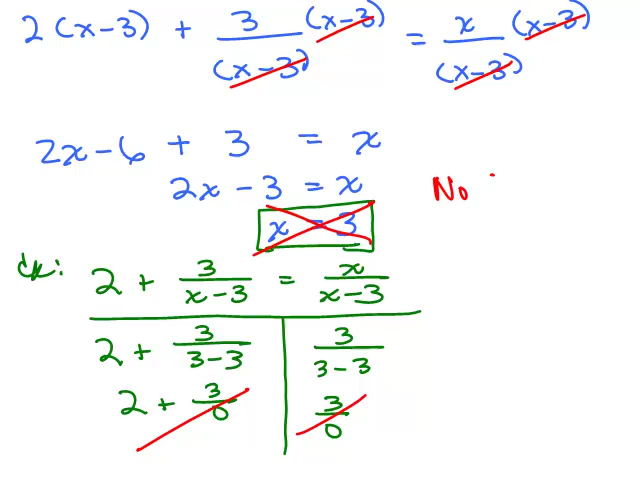 2(x-3) + 3/(x-3) (x-3) = x/(x-3) (x-3)
2x-6 + 3 = x
2x-3 = x
No
x = 3
ck: 2 + 3/(x-3) = x/(x-3)
2 + 3/(3-3) | 3/(3-3)
2 + 3/0 | 3/0